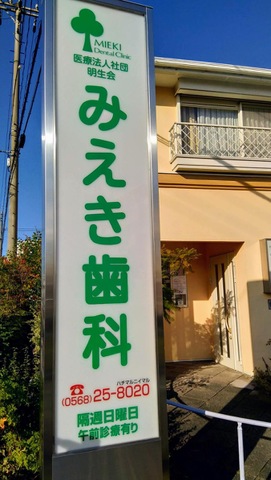 MIEKI
Dental Clinic
医療法人社団
明生会
みえき歯科
ハチマルニイマル
(0568)25-8020
隔週日曜日
午前診療有り